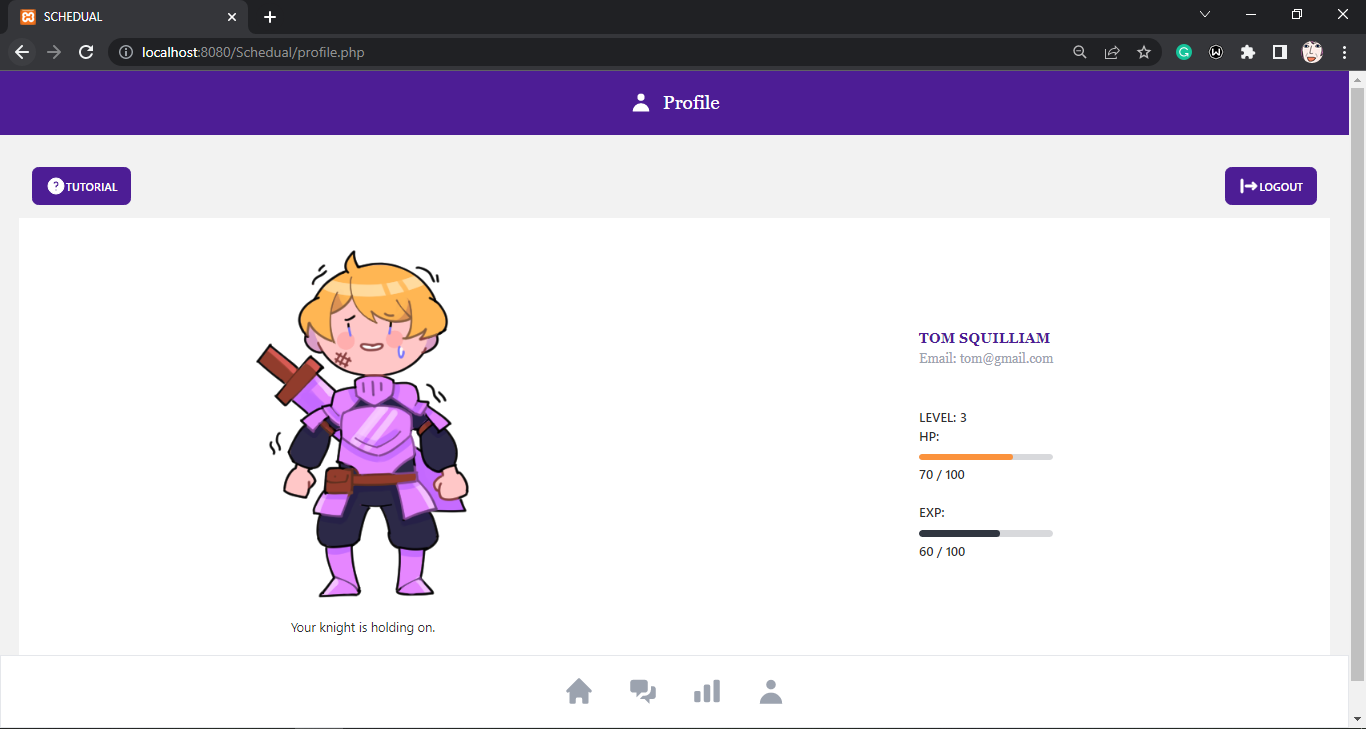 SCHEDUAL
localhost:8080/Schedual/profile.php
Profile
TUTORIAL
LOGOUT
TOM SQUILLIAM
Email: tom@gmail.com
LEVEL: 3
HP:
70 / 100
EXP:
60 / 100
Your knight is holding on.